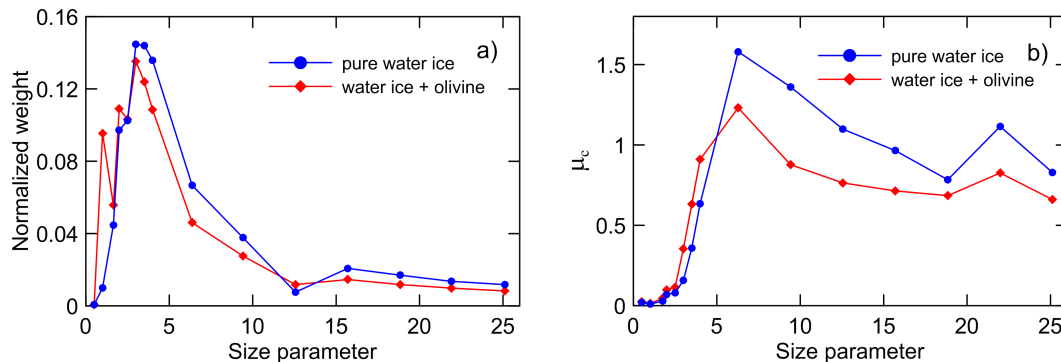 0.16
0.12
0.08
0.04
0
Normalized weight
a)
pure water ice
water ice + olivine
0 5 10 15 20 25
Size parameter
1.5
1
0.5
0
μc
b)
pure water ice
water ice + olivine
0 5 10 15 20 25
Size parameter